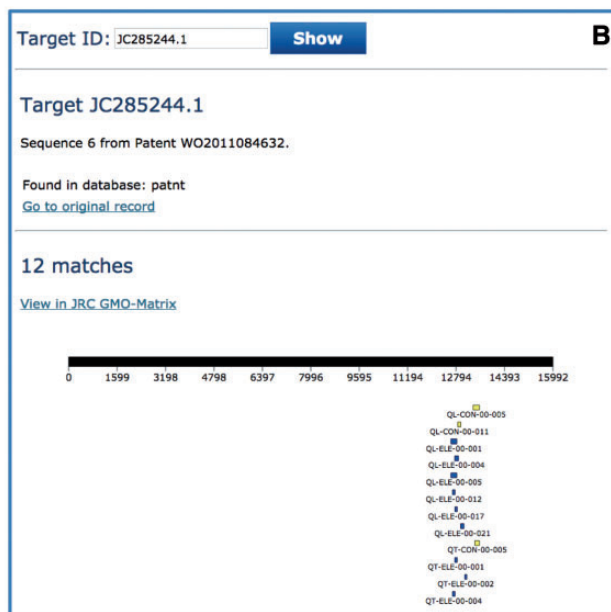 Target ID: JC285244.1 Show B
Target JC285244.1
Sequence 6 from Patent WO2011084632.
Found in database: patnt
Go to original record
12 matches
View in JRC GMO-Matrix
0 1599 3198 4798 6397 7996 9595 11194 12794 14393 15992
QL-CON-00-005
QL-CON-00-011
QL-ELE-00-001
QL-ELE-00-004
QL-ELE-00-005
QL-ELE-00-012
QL-ELE-00-017
QL-ELE-00-021
QT-CON-00-005
QT-ELE-00-001
QT-ELE-00-002
QT-ELE-00-004